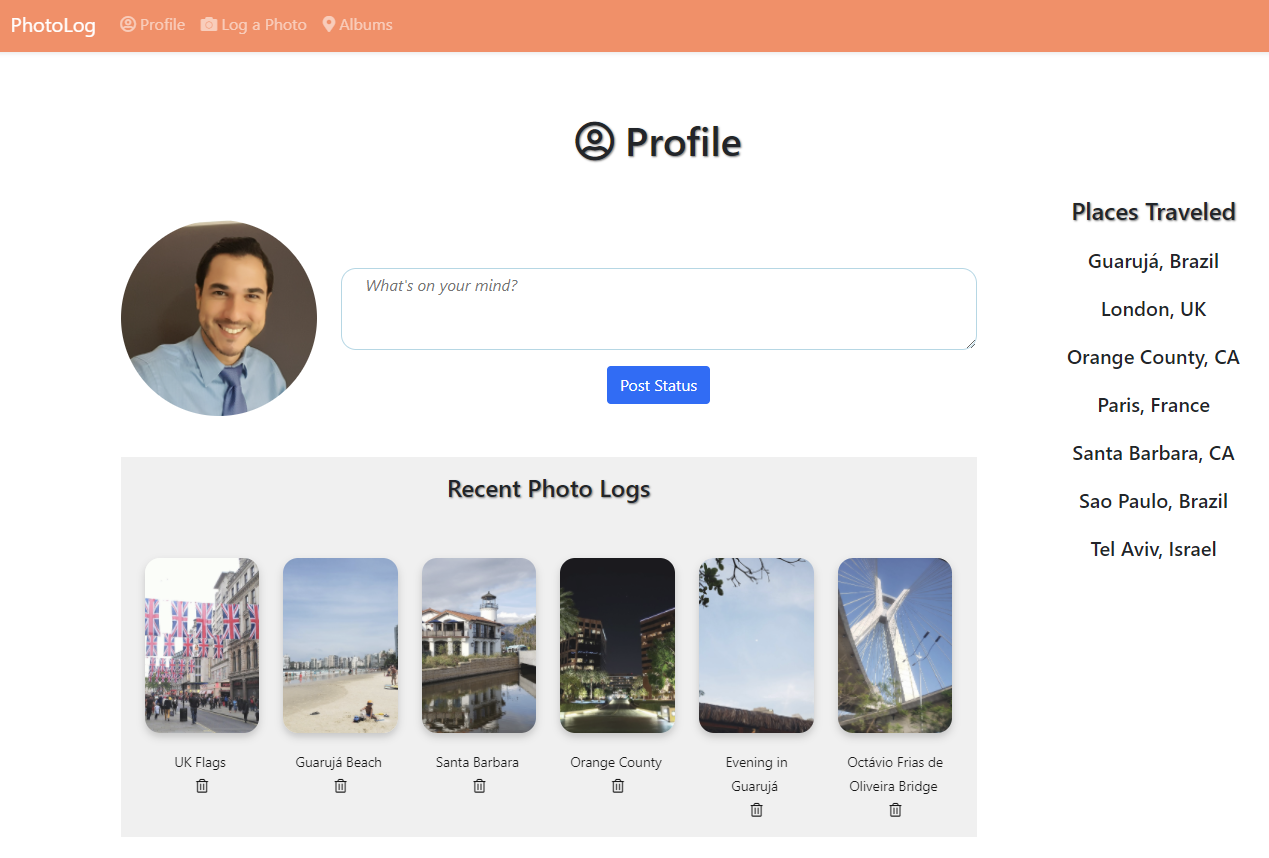 PhotoLog Profile Log a Photo Albums
Profile
What's on your mind?
Post Status
Places Traveled
Guarujá, Brazil
London, UK
Orange County, CA
Paris, France
Santa Barbara, CA
Sao Paulo, Brazil
Tel Aviv, Israel
Recent Photo Logs
UK Flags
Guarujá Beach
Santa Barbara
Orange County
Evening in
Guarujá
Octávio Frias de
Oliveira Bridge